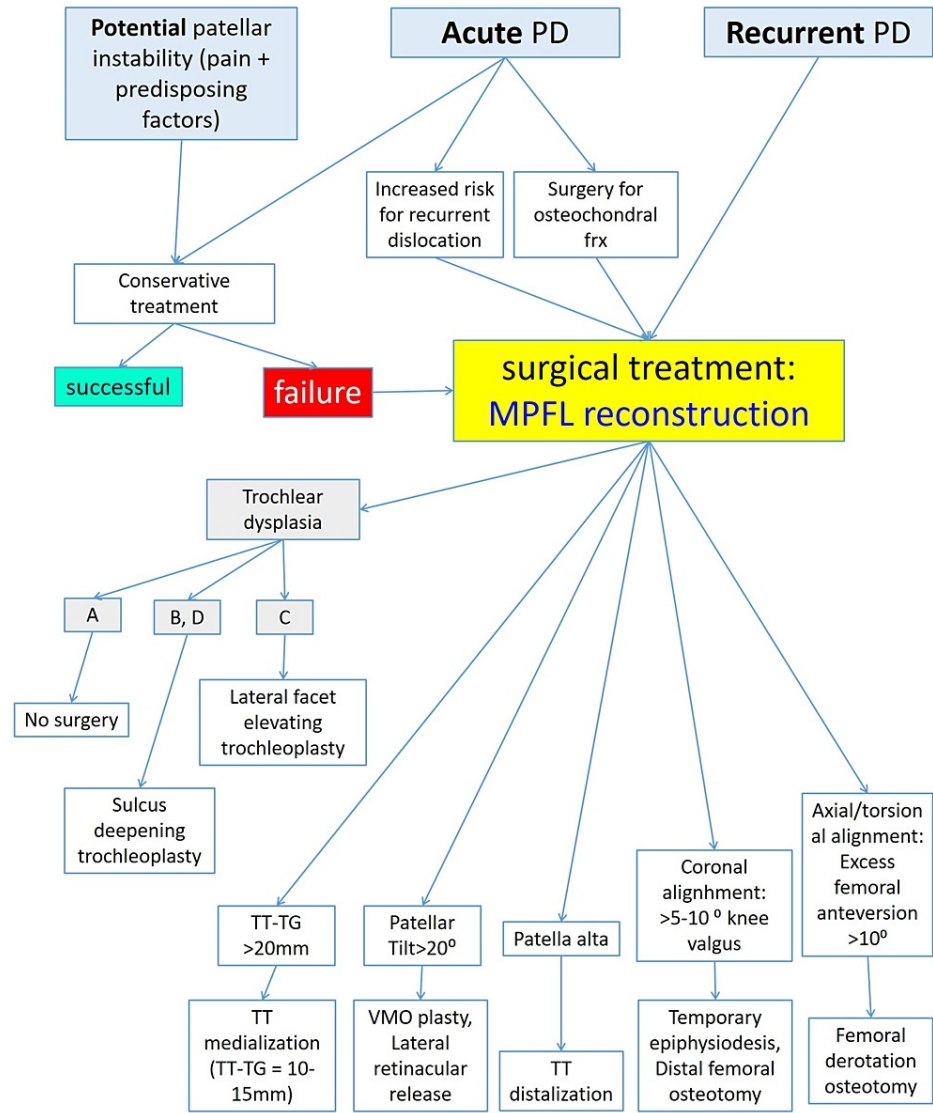 Potential patellar
instability (pain +
predisposing
factors)
Acute PD
Recurrent PD
Increased risk
for recurrent
dislocation
Surgery for
osteochondral
frx
Conservative
treatment
successful
failure
surgical treatment:
MPFL reconstruction
Trochlear
dysplasia
A
B, D
C
No surgery
Lateral facet
elevating
trochleoplasty
Sulcus
deepening
trochleoplasty
TT-TG
>20mm
Patellar
Tilt>20⁰
Patella alta
Coronal
alignhment:
>5-10 ⁰ knee
valgus
Axial/torsion
al alignment:
Excess
femoral
anteversion
>10⁰
TT
medialization
(TT-TG = 10-
15mm)
VMO plasty,
Lateral
retinacular
release
TT
distalization
Temporary
epiphysiodesis,
Distal femoral
osteotomy
Femoral
derotation
osteotomy